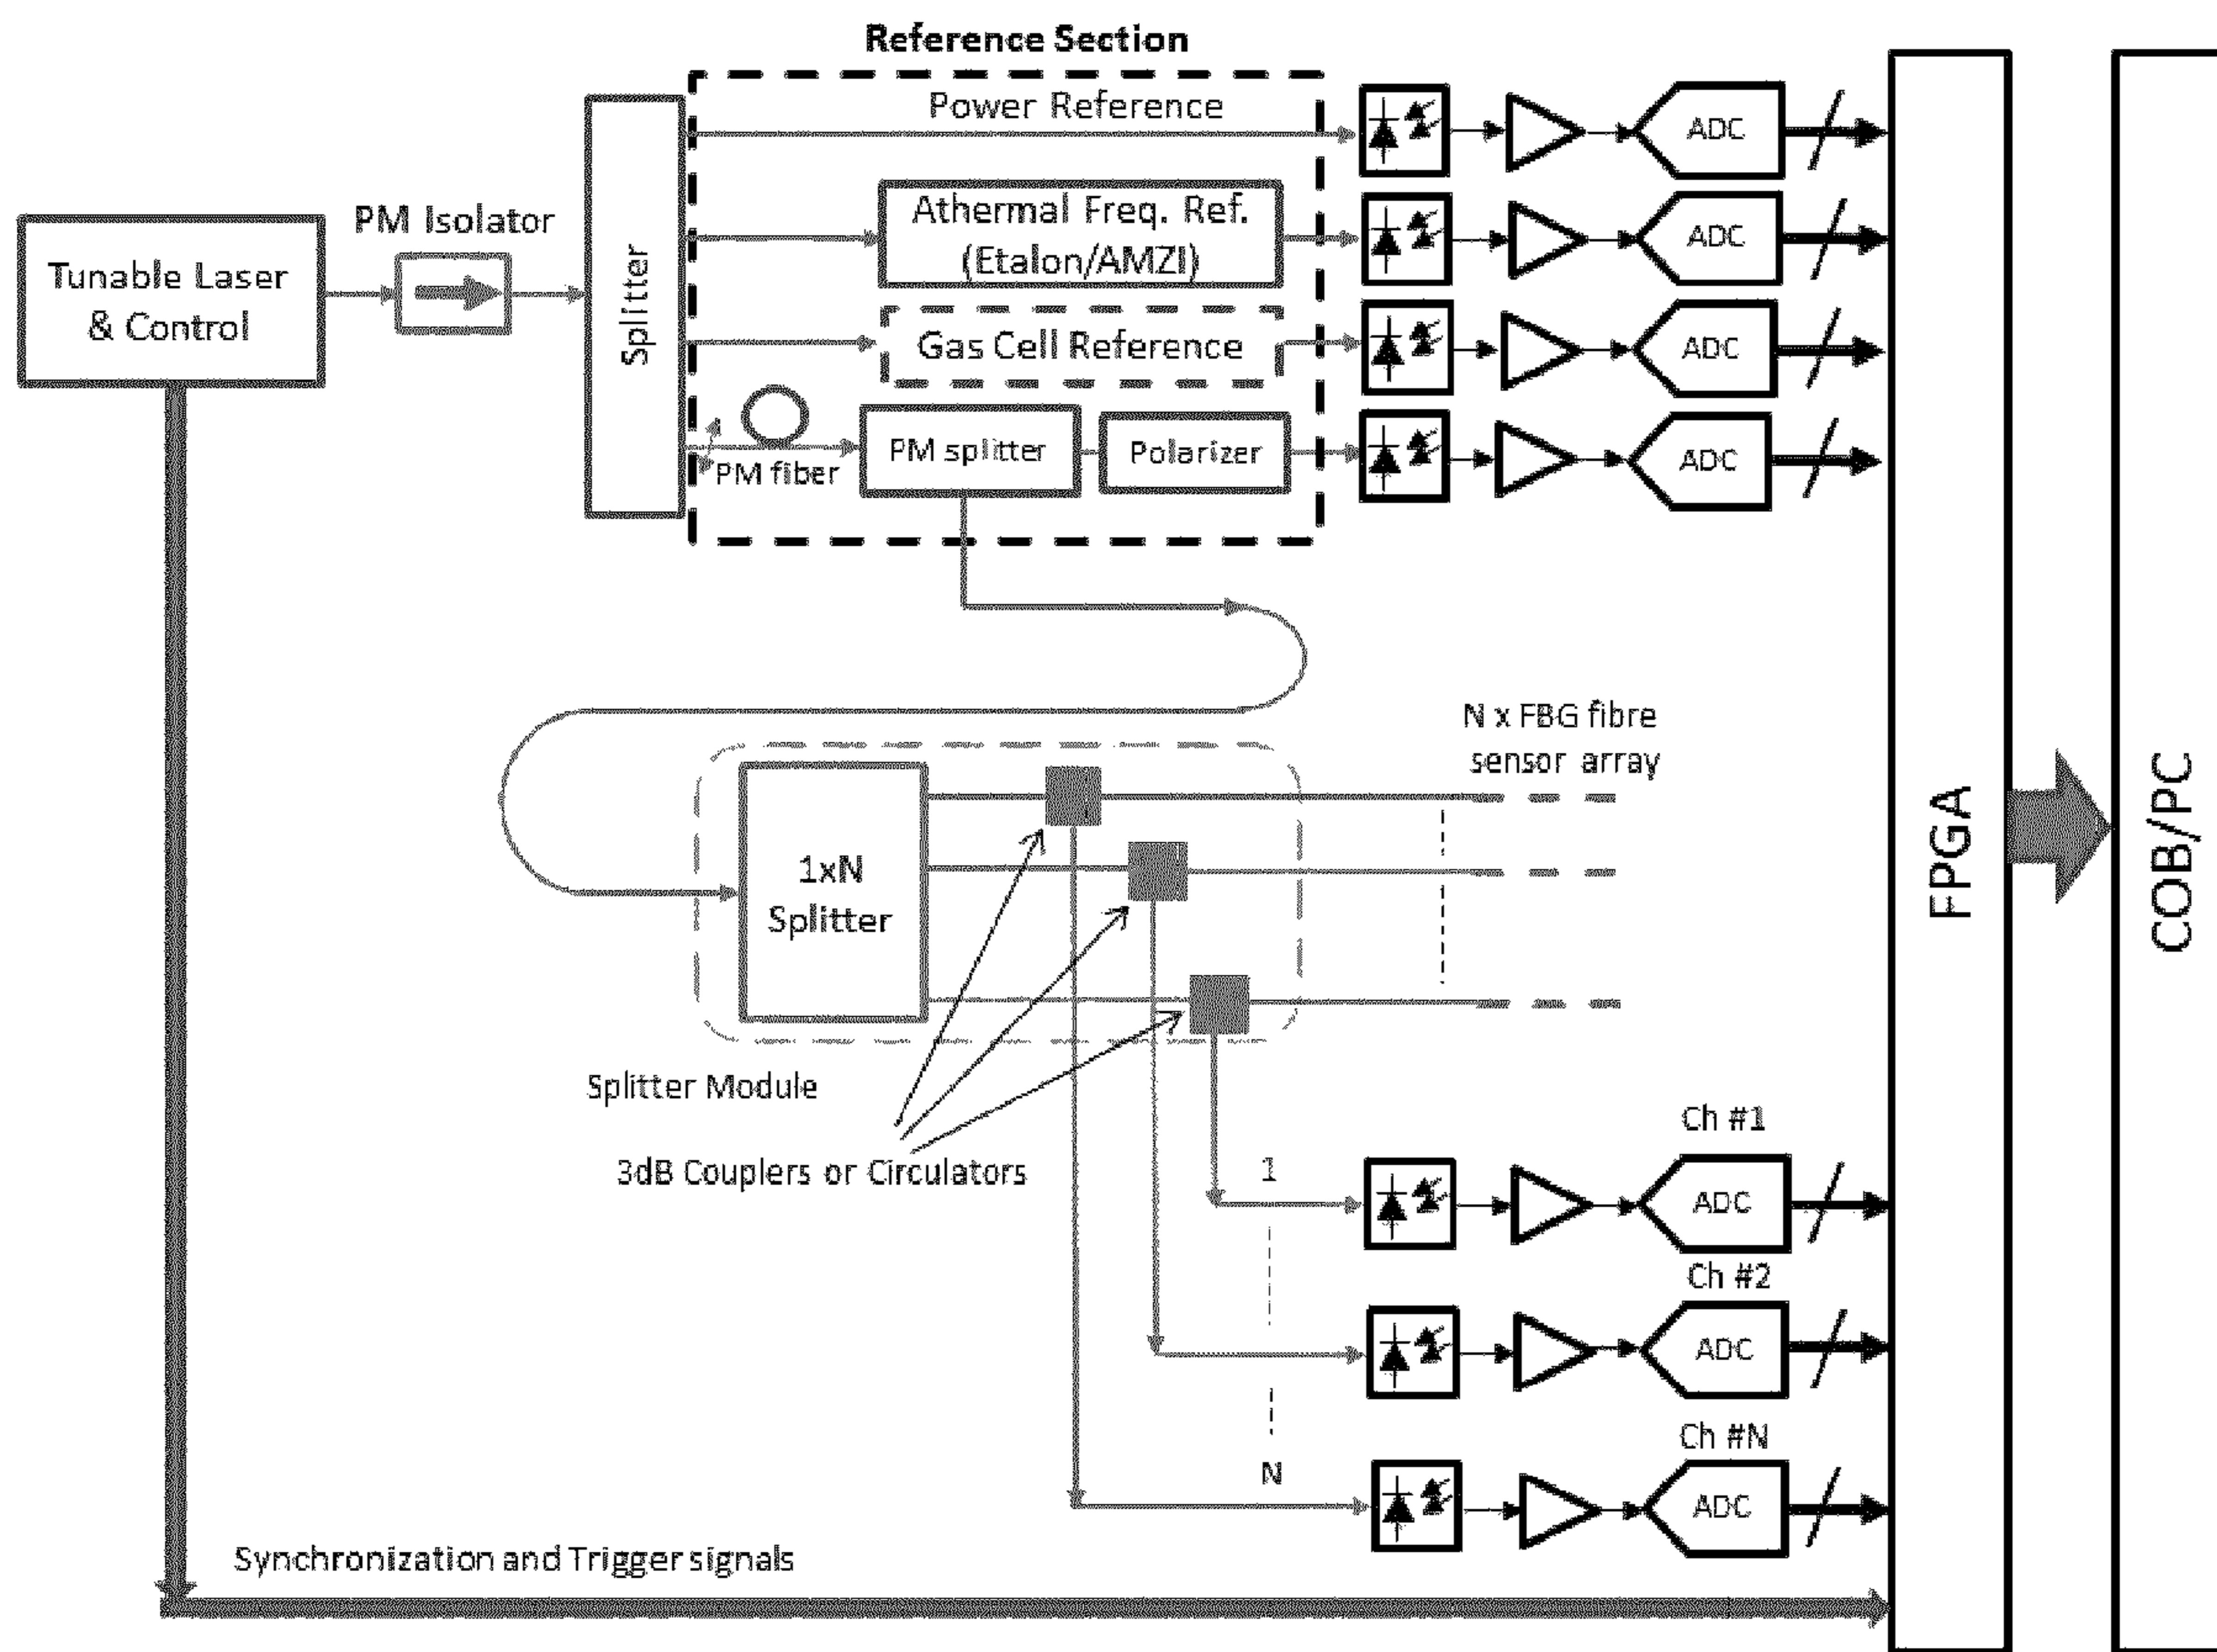 Reference Section
Power Reference
ADC
Athermal Freq. Ref.
(Etalon/AMZI)
ADC
PM Isolator
Tunable Laser
& Control
Splitter
Gas Cell Reference
ADC
PM fiber
PM splitter
Polarizer
ADC
N x FBG fibre
sensor array
1xN
Splitter
FPGA
COB/PC
Splitter Module
3dB Couplers or Circulators
Ch #1
1
ADC
Ch #2
ADC
Ch #N
N
ADC
Synchronization and Trigger signals